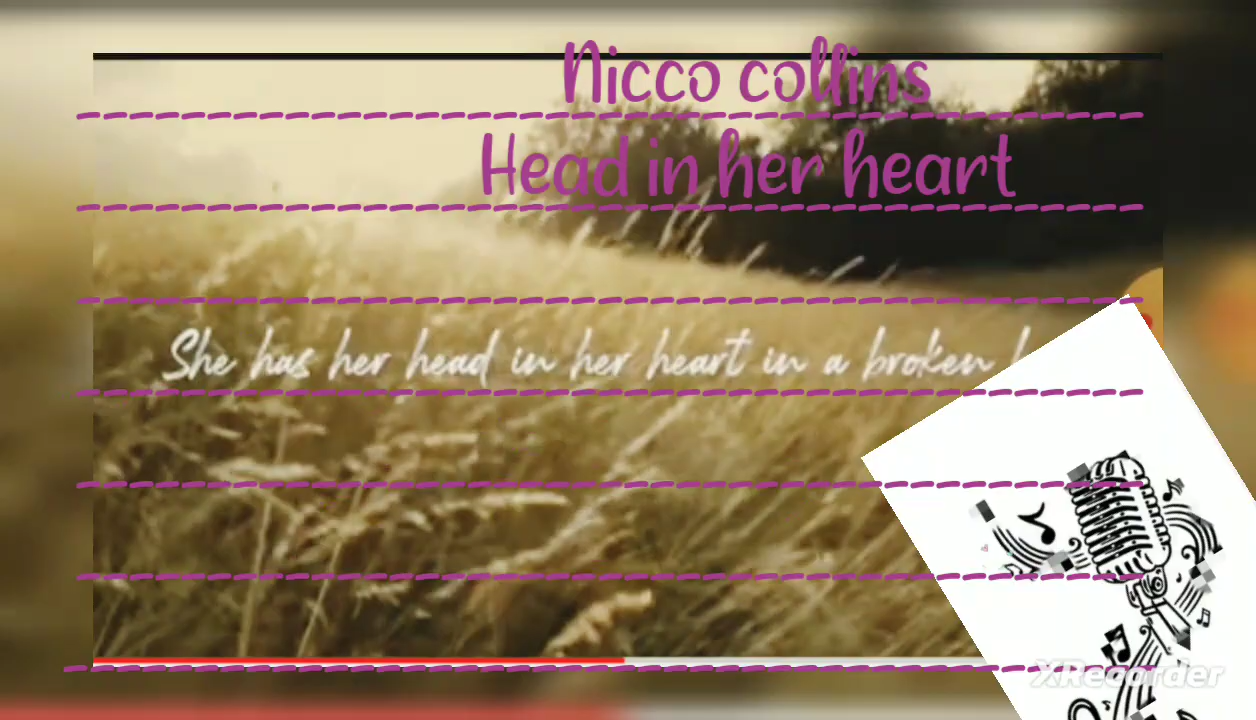 Nicco collins
Head in her heart
She has her head in her heart in a broken
XRecorder